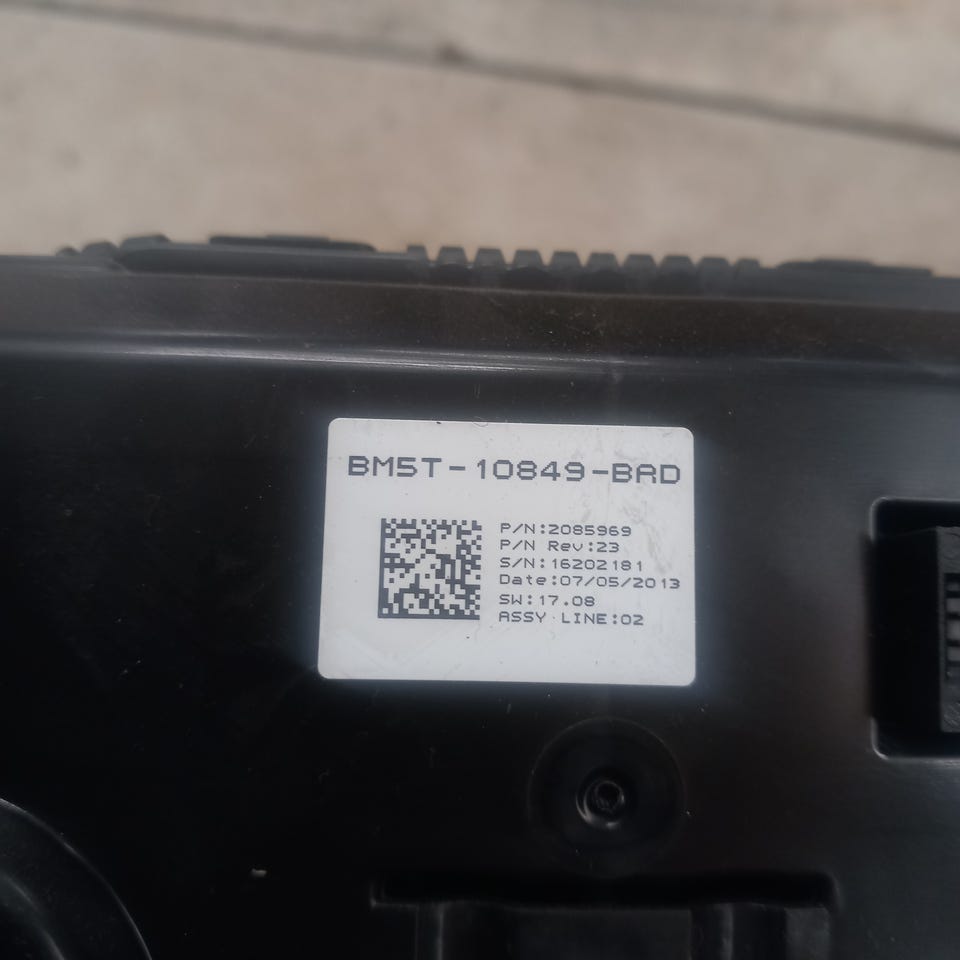 BM5T-10849-BAD
P/N:2085969
P/N Rev:23
S/N:16202181
Date:07/05/2013
SW:17.08
ASSY LINE:02